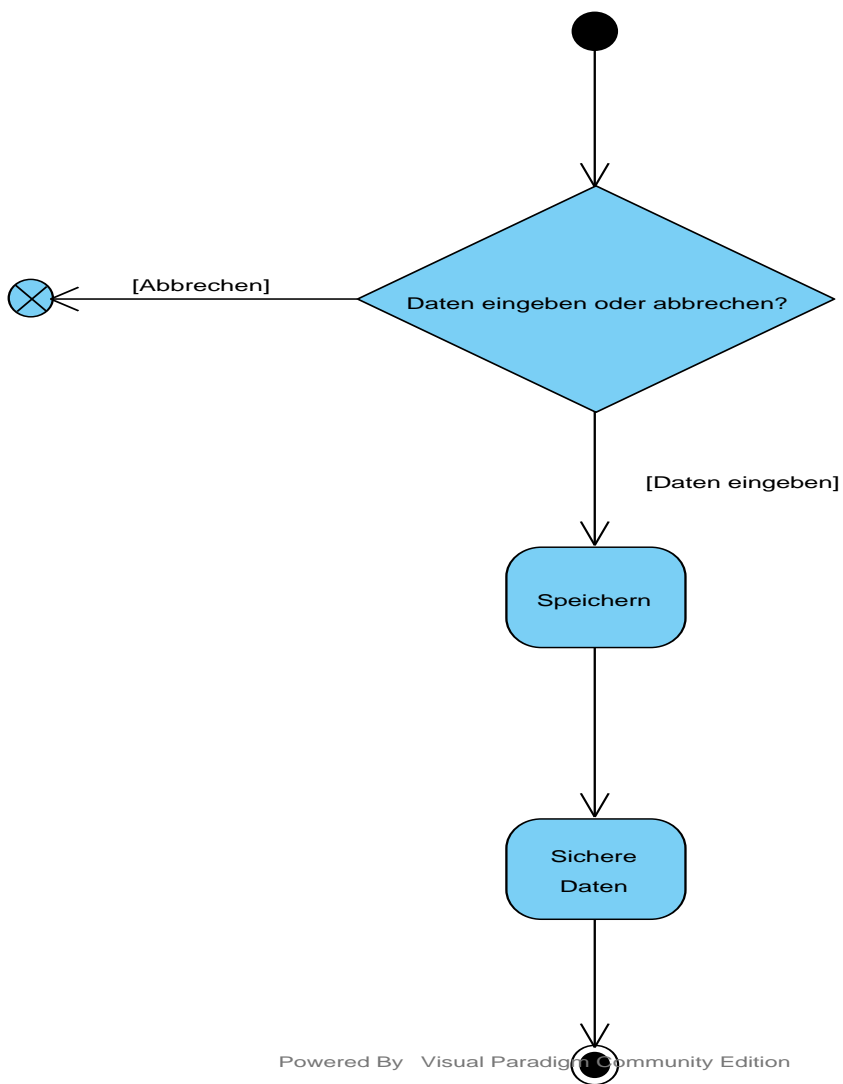 [Abbrechen]
Daten eingeben oder abbrechen?
[Daten eingeben]
Speichern
Sichere
Daten
Powered By Visual Paradigm Community Edition